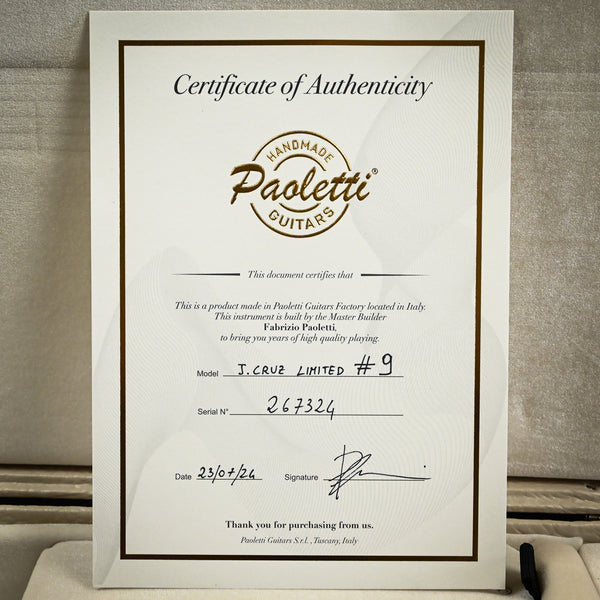 Certificate of Authenticity
HANDMADE
Paoletti®
GUITARS
This document certifies that
This is a product made in Paoletti Guitars Factory located in Italy.
This instrument is built by the Master Builder
Fabrizio Paoletti,
to bring you years of high quality playing.
Model J. CRUZ LIMITED #9
Serial N° 267324
Date 23/07/24 Signature
Thank you for purchasing from us.
Paoletti Guitars S.r.l. , Tuscany, Italy